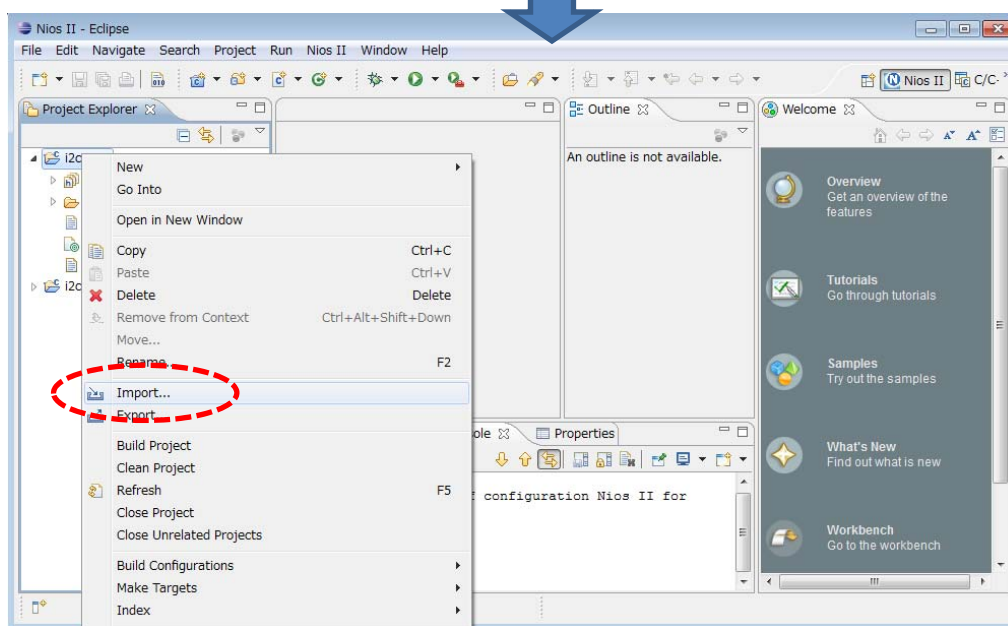 Nios II - Eclipse
File Edit Navigate Search Project Run Nios II Window Help
Nios II C/C-
Project Explorer
Outline
Welcome
i2c
An outline is not available.
New
Go Into
Open in New Window
Copy Ctrl+C
Paste Ctrl+V
Delete Delete
i2c
Remove from Context Ctrl+Alt+Shift+Down
Move...
Rename... F2
Import...
Export...
Build Project
Clean Project
Refresh F5
Close Project
Close Unrelated Projects
Build Configurations
Make Targets
Index
ole Properties
configuration Nios II for
Overview
Get an overview of the
features
Tutorials
Go through tutorials
Samples
Try out the samples
What's New
Find out what is new
Workbench
Go to the workbench